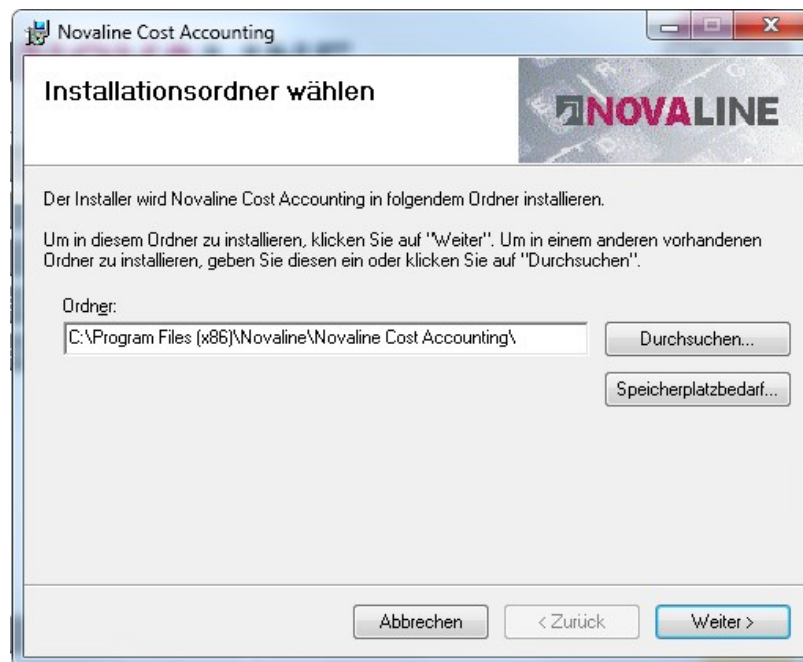 Novaline Cost Accounting
Installationsordner wählen
NOVALINE
Der Installer wird Novaline Cost Accounting in folgendem Ordner installieren.
Um in diesem Ordner zu installieren, klicken Sie auf "Weiter". Um in einem anderen vorhandenen
Ordner zu installieren, geben Sie diesen ein oder klicken Sie auf "Durchsuchen".
Ordner:
C:\Program Files (x86)\Novaline\Novaline Cost Accounting\
Durchsuchen...
Speicherplatzbedarf...
Abbrechen
< Zurück
Weiter >